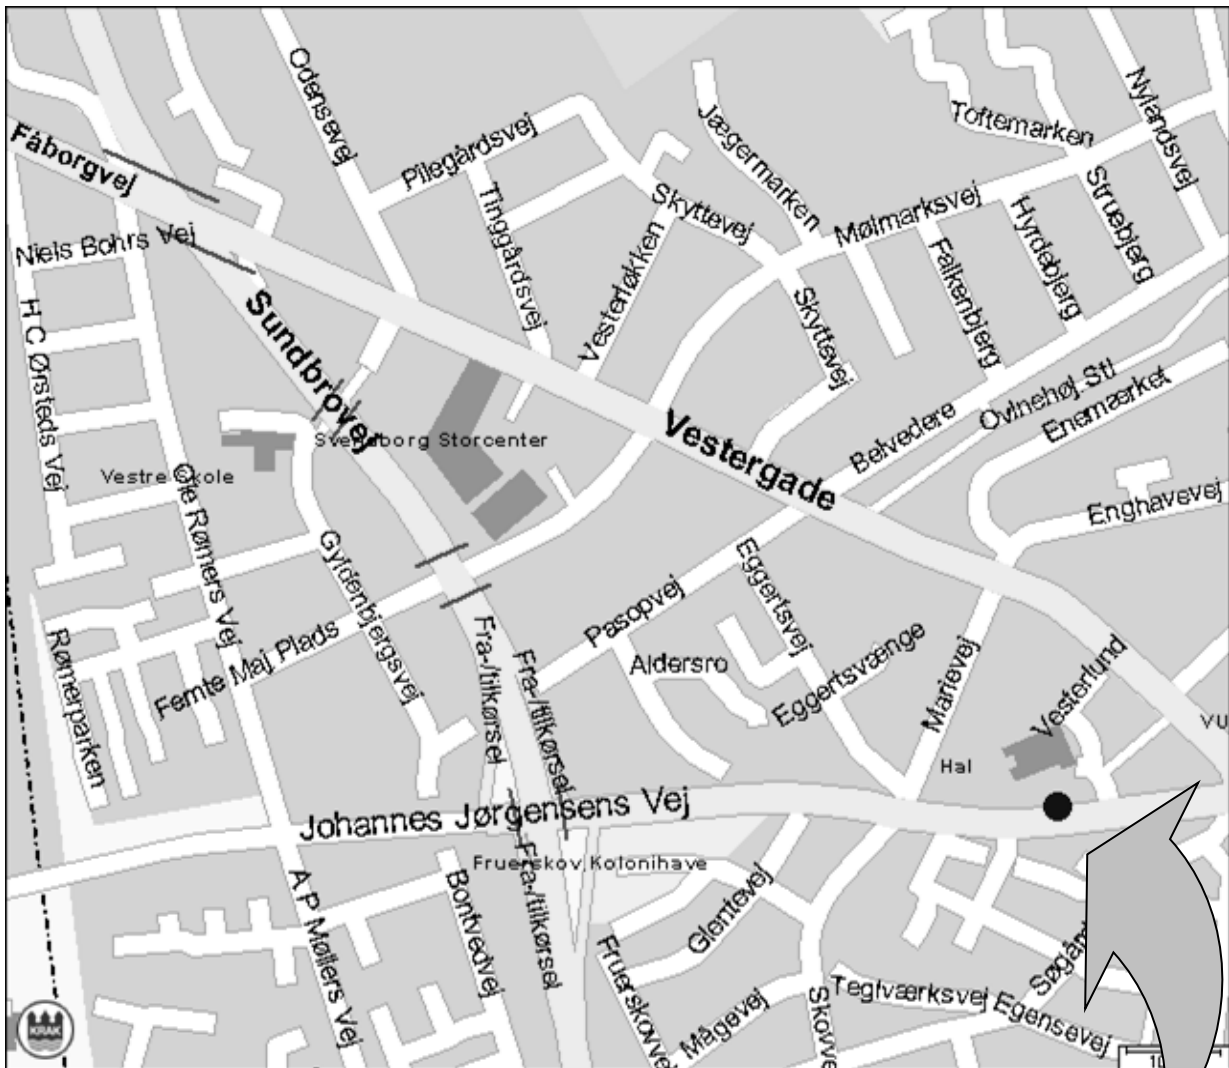 Odensevej
Toftemarken
Nylandsvej
Fåborgvej
Pilegårdsvej
Jægermarken
Tinggårdsvej
Skyttevej
Mølmarksvej
Struebjerg
Hyrdebjerg
Niels Bohrs Vej
Vesterløkken
Falkenbjerg
H C Ørsteds Vej
Sundbrovej
Skyttevej
Ovinehøj. Sti
Enemærket
Svendborg Storcenter
Vestergade
Belvedere
Vestre Skole
Ole Rømers Vej
Enghavevej
Gyldenbjergsvej
Eggertsvej
Pasopvej
Rømerparken
Femte Maj Plads
Fra-/tilkørsel
Fra-/tilkørsel
Aldersro
Eggertsvænge
Marievej
Vesterlund
VU
Hal
Johannes Jørgensens Vej
Fruerskov Kolonihave
A P Møllers Vej
Bontvedvej
Fra-/tilkørsel
Glentevej
Fruerskovvej
Mågevej
Skovve
Teglværksvej
Egensevej
KRAK